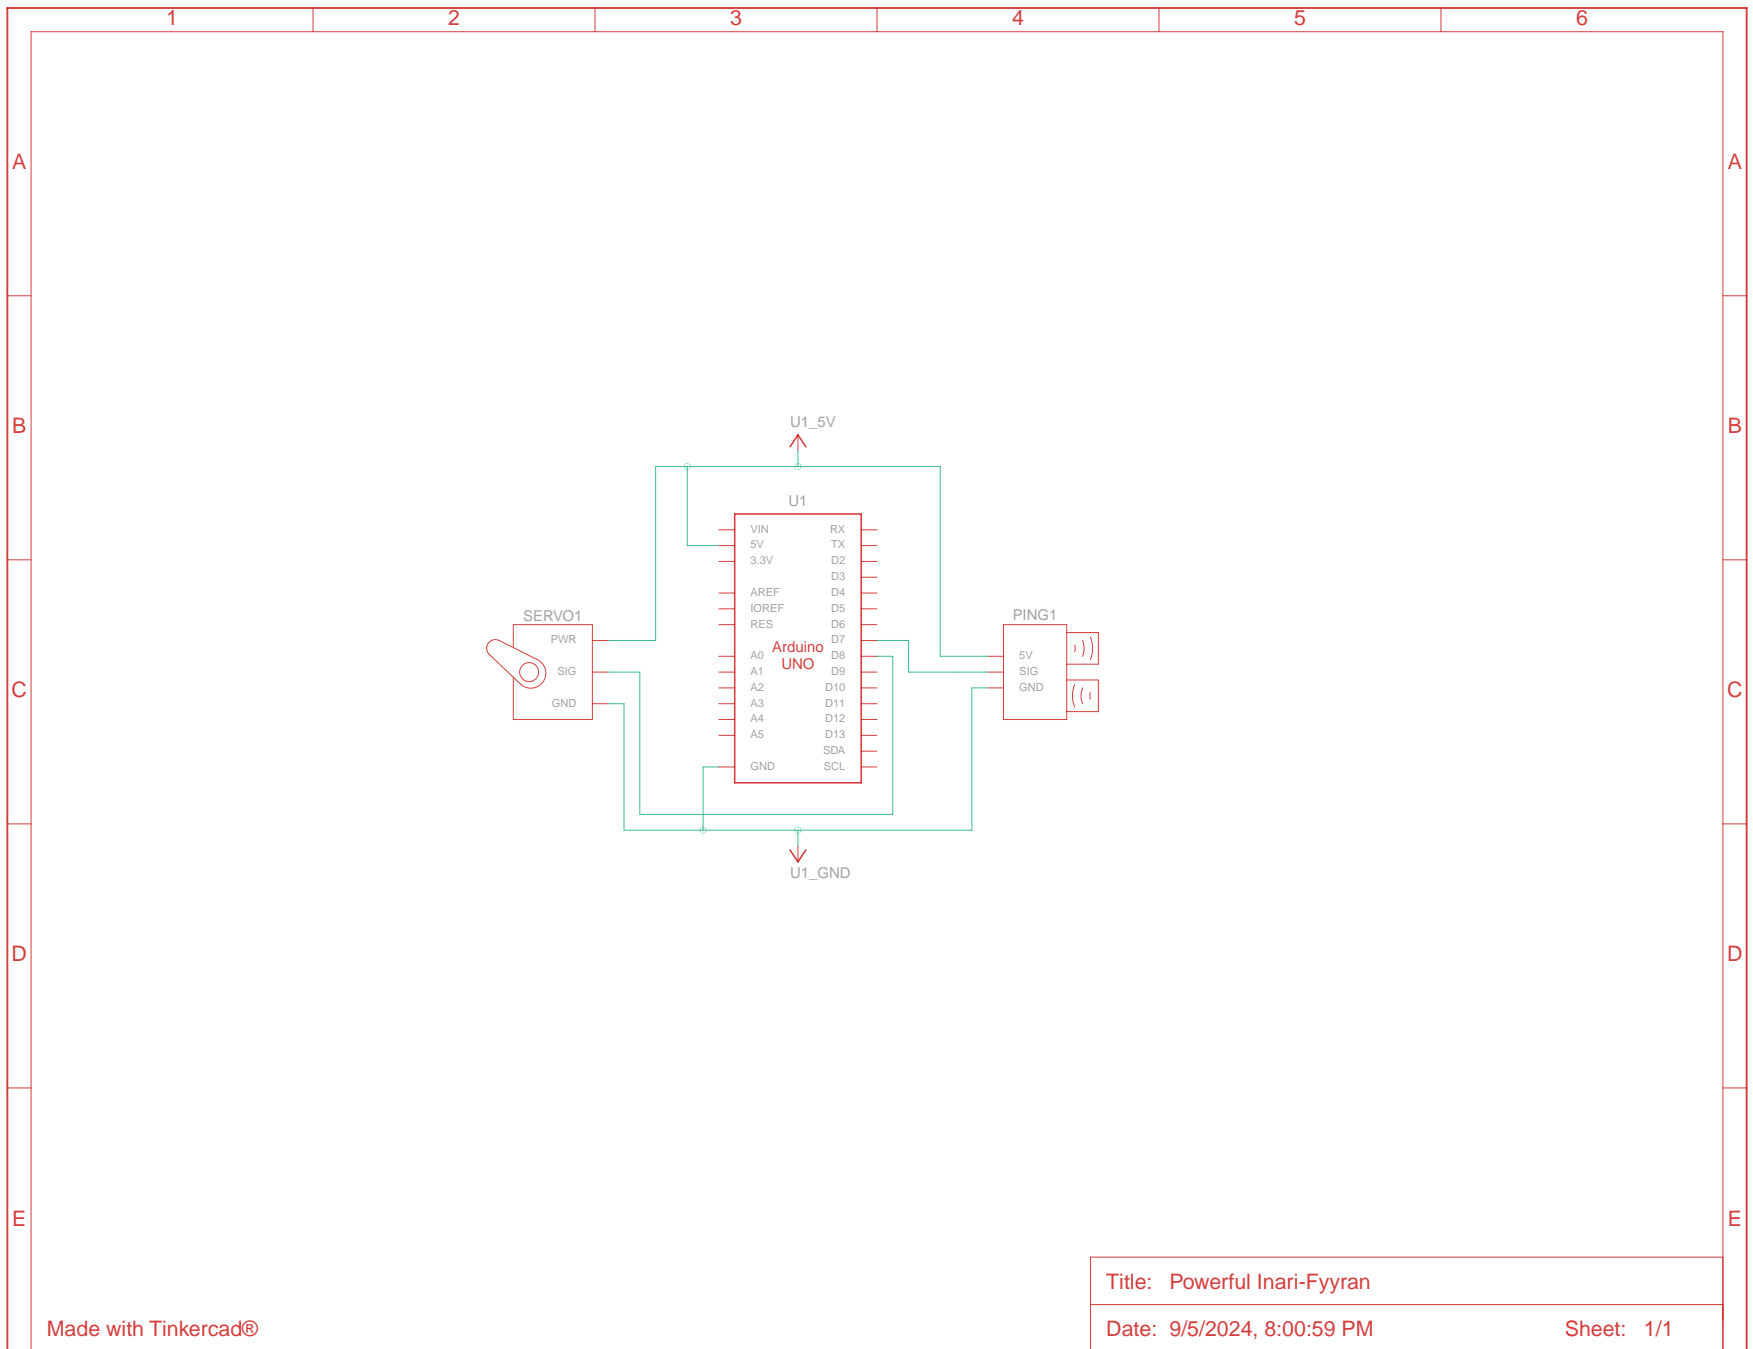 1 2 3 4 5 6
A A
B B
U1_5V
U1
VIN RX
5V TX
3.3V D2
D3
AREF D4
IOREF D5
RES D6
D7
A0 D8
A1 D9
A2 D10
A3 D11
A4 D12
A5 D13
SDA
GND SCL
Arduino
UNO
SERVO1
PWR
SIG
GND
PING1
5V
SIG
GND
C C
U1_GND
D D
E E
Title: Powerful Inari-Fyyran
Made with Tinkercad® Date: 9/5/2024, 8:00:59 PM Sheet: 1/1